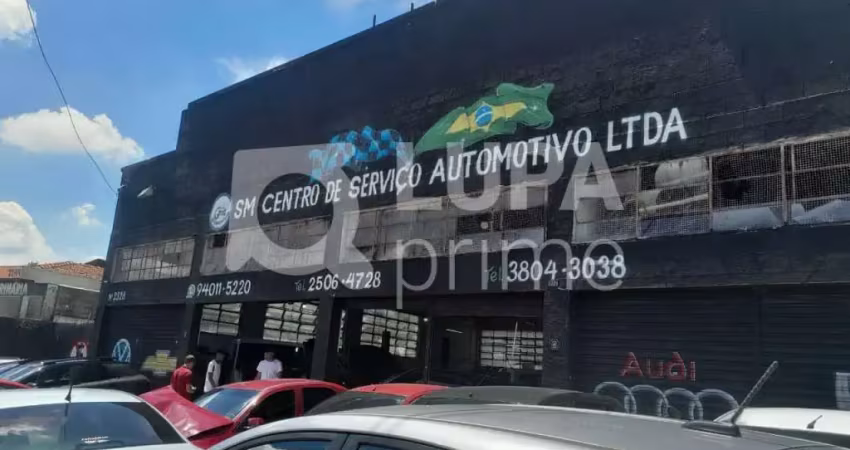 SM CENTRO DE SERVIÇO AUTOMOTIVO LTDA
LUPA
prime
94011-5220
Tel. 2506-4728
Tel. 3804-3038
Audi